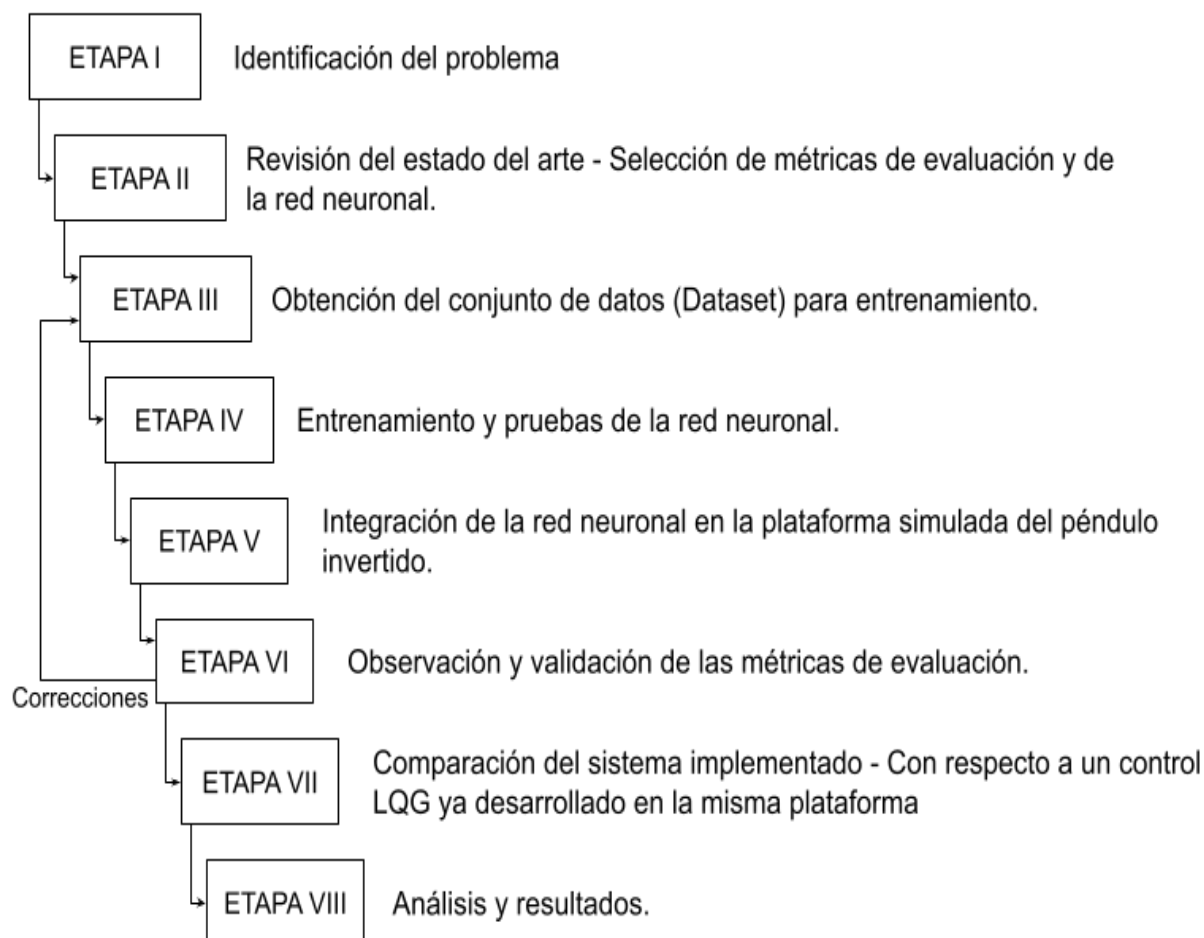 ETAPA I
Identificación del problema
ETAPA II
Revisión del estado del arte - Selección de métricas de evaluación y de
la red neuronal.
ETAPA III
Obtención del conjunto de datos (Dataset) para entrenamiento.
ETAPA IV
Entrenamiento y pruebas de la red neuronal.
ETAPA V
Integración de la red neuronal en la plataforma simulada del péndulo
invertido.
ETAPA VI
Observación y validación de las métricas de evaluación.
Correcciones
ETAPA VII
Comparación del sistema implementado - Con respecto a un control
LQG ya desarrollado en la misma plataforma
ETAPA VIII
Análisis y resultados.